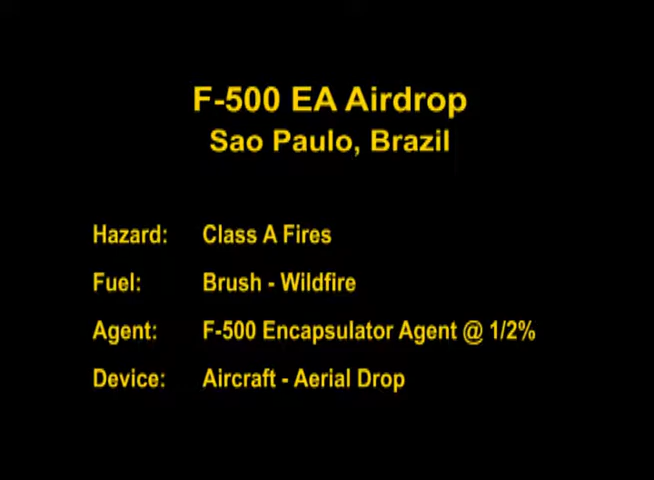 F-500 EA Airdrop
Sao Paulo, Brazil
Hazard: Class A Fires
Fuel: Brush - Wildfire
Agent: F-500 Encapsulator Agent @ 1/2%
Device: Aircraft - Aerial Drop